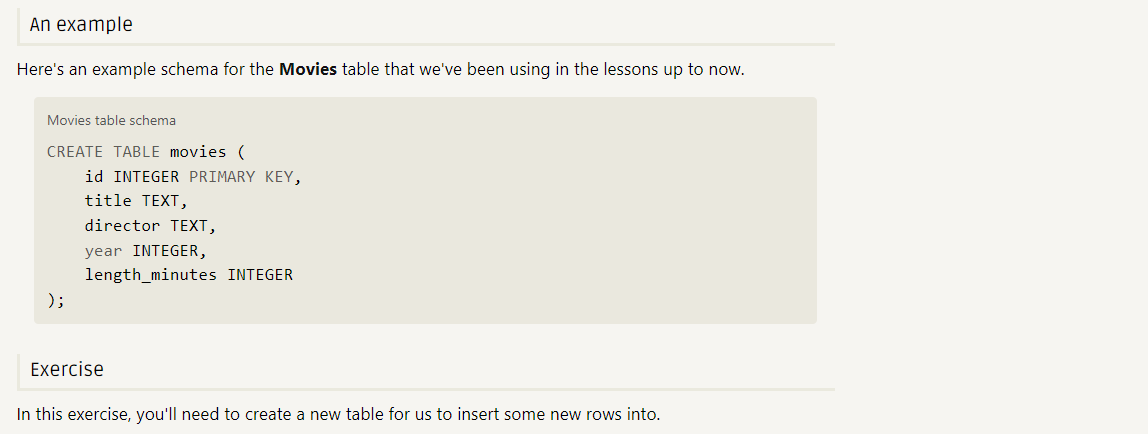 An example
Here's an example schema for the Movies table that we've been using in the lessons up to now.
Movies table schema
CREATE TABLE movies (
    id INTEGER PRIMARY KEY,
    title TEXT,
    director TEXT,
    year INTEGER,
    length_minutes INTEGER
);
Exercise
In this exercise, you'll need to create a new table for us to insert some new rows into.